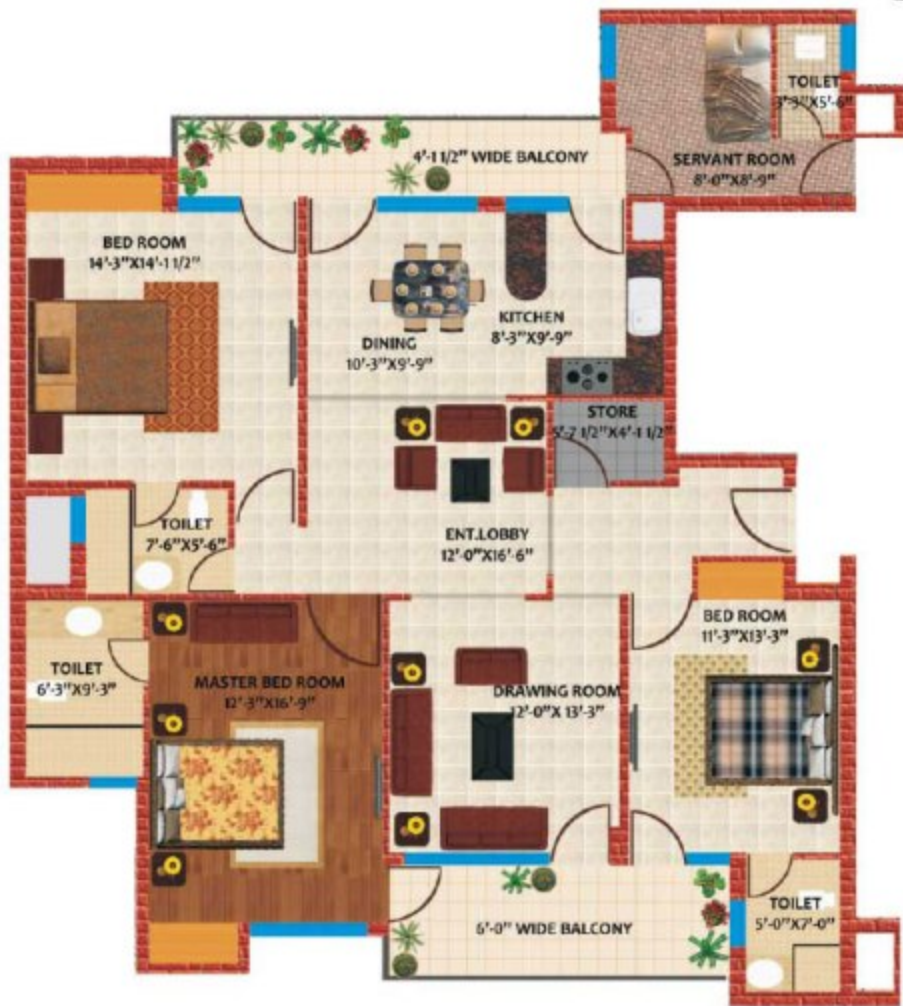 TOILET
3'-3"X5'-6"
SERVANT ROOM
8'-0"X8'-9"
4'-1 1/2" WIDE BALCONY
BED ROOM
14'-3"X14'-1 1/2"
DINING
10'-3"X9'-9"
KITCHEN
8'-3"X9'-9"
STORE
5'-7 1/2"X4'-1 1/2"
TOILET
7'-6"X5'-6"
ENT.LOBBY
12'-0"X16'-6"
BED ROOM
11'-3"X13'-3"
TOILET
6'-3"X9'-3"
MASTER BED ROOM
12'-3"X16'-9"
DRAWING ROOM
12'-0"X 13'-3"
TOILET
5'-0"X7'-0"
6'-0" WIDE BALCONY